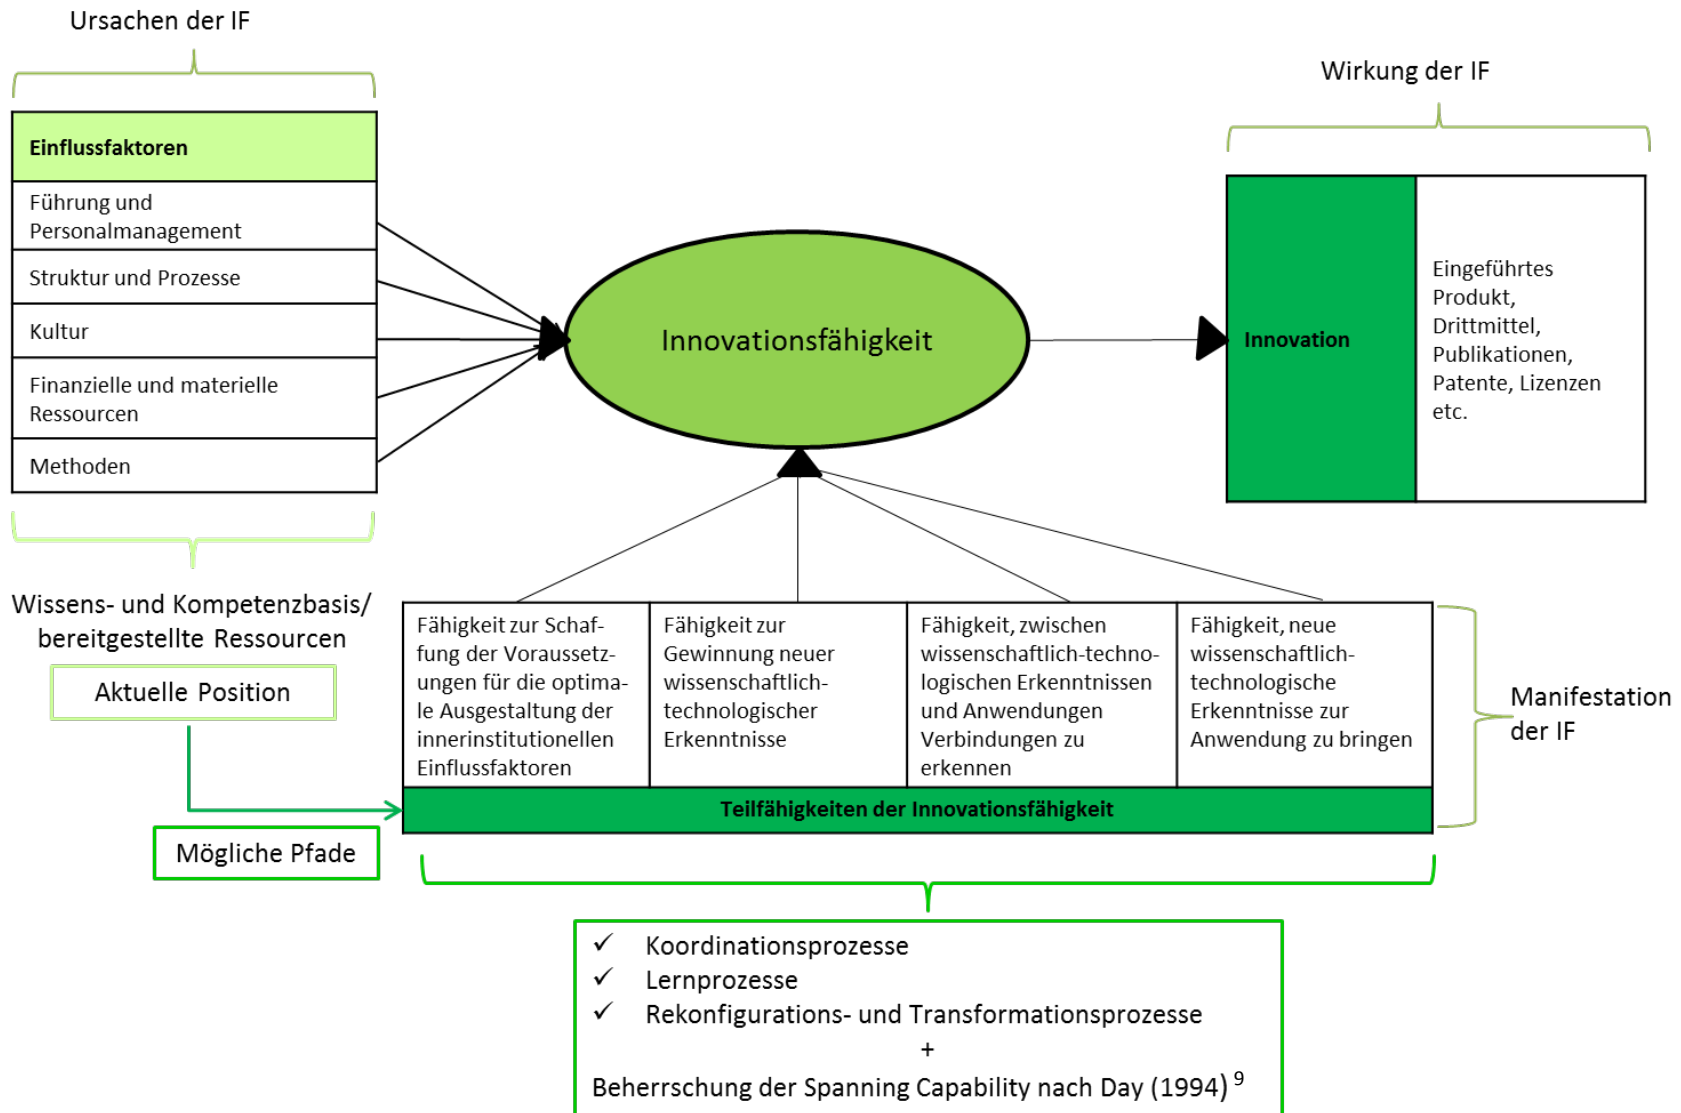 Ursachen der IF
Wirkung der IF
Einflussfaktoren
Führung und
Personalmanagement
Struktur und Prozesse
Kultur
Finanzielle und materielle
Ressourcen
Methoden
Innovationsfähigkeit
Innovation
Eingeführtes
Produkt,
Drittmittel,
Publikationen,
Patente, Lizenzen
etc.
Wissens- und Kompetenzbasis/
bereitgestellte Ressourcen
Aktuelle Position
Mögliche Pfade
Fähigkeit zur Schaf-
fung der Voraussetz-
ungen für die optima-
le Ausgestaltung der
innerinstitutionellen
Einflussfaktoren
Fähigkeit zur
Gewinnung neuer
wissenschaftlich-
technologischer
Erkenntnisse
Fähigkeit, zwischen
wissenschaftlich-techno-
logischen Erkenntnissen
und Anwendungen
Verbindungen zu
erkennen
Fähigkeit, neue
wissenschaftlich-
technologische
Erkenntnisse zur
Anwendung zu bringen
Teilfähigkeiten der Innovationsfähigkeit
Manifestation
der IF
✓ Koordinationsprozesse
✓ Lernprozesse
✓ Rekonfigurations- und Transformationsprozesse
+
Beherrschung der Spanning Capability nach Day (1994) 9